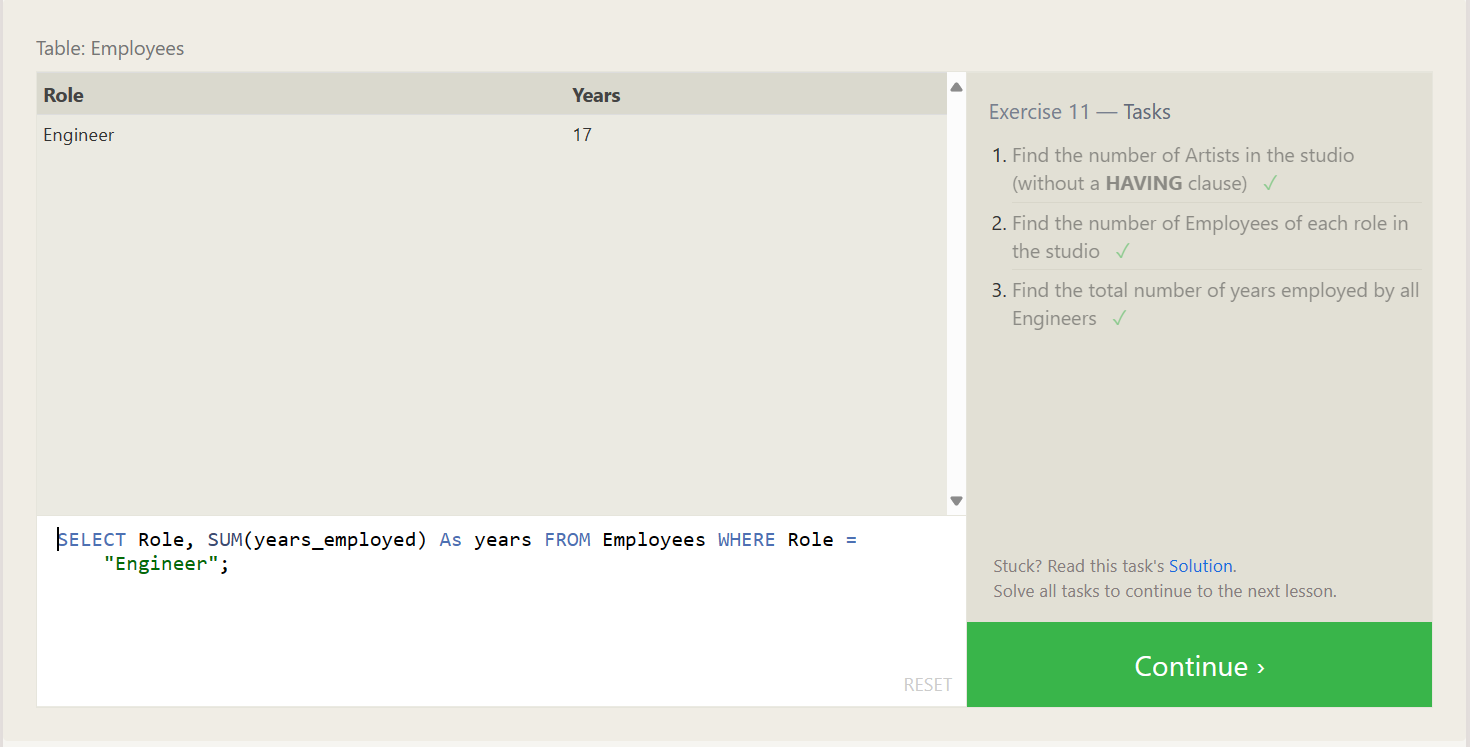 Table: Employees
Role Years
Engineer 17
SELECT Role, SUM(years_employed) As years FROM Employees WHERE Role =
"Engineer";
RESET
Exercise 11 — Tasks
1. Find the number of Artists in the studio
(without a HAVING clause) ✓
2. Find the number of Employees of each role in
the studio ✓
3. Find the total number of years employed by all
Engineers ✓
Stuck? Read this task's Solution.
Solve all tasks to continue to the next lesson.
Continue ›